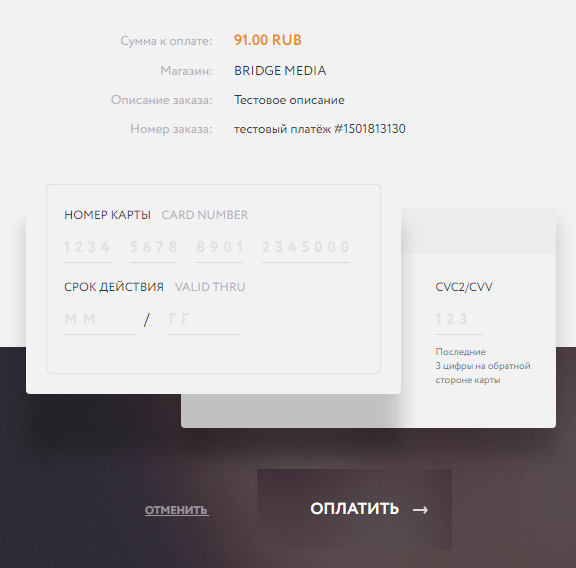 Сумма к оплате: 91.00 RUB
Магазин: BRIDGE MEDIA
Описание заказа: Тестовое описание
Номер заказа: тестовый платёж #1501813130
НОМЕР КАРТЫ CARD NUMBER
1234 5678 8901 2345000
СРОК ДЕЙСТВИЯ VALID THRU
ММ / ГГ
CVC2/CVV
123
Последние
3 цифры на обратной
стороне карты
ОТМЕНИТЬ
ОПЛАТИТЬ →